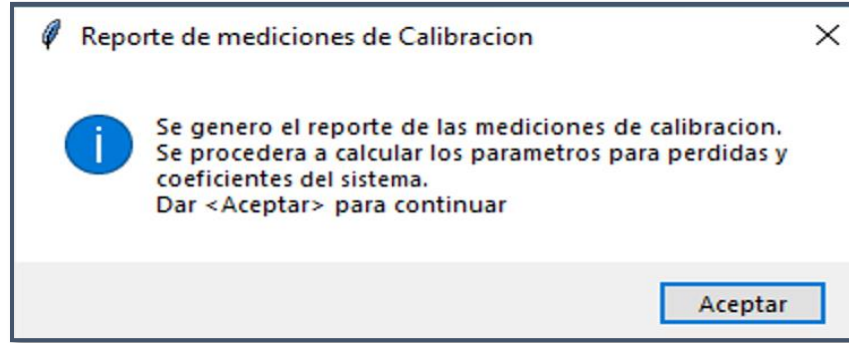 Reporte de mediciones de Calibracion
Se genero el reporte de las mediciones de calibracion.
Se procedera a calcular los parametros para perdidas y
coeficientes del sistema.
Dar <Aceptar> para continuar
Aceptar